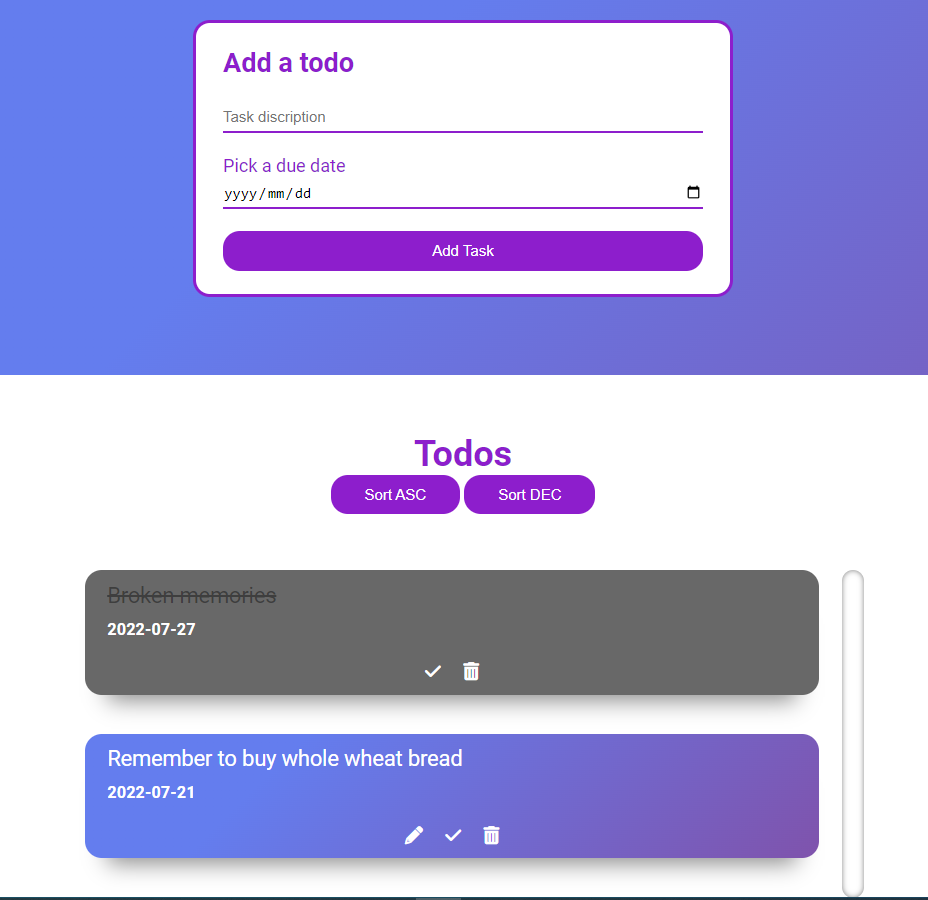 Add a todo
Task discription
Pick a due date
yyyy/mm/dd
Add Task
Todos
Sort ASC Sort DEC
Broken memories
2022-07-27
Remember to buy whole wheat bread
2022-07-21